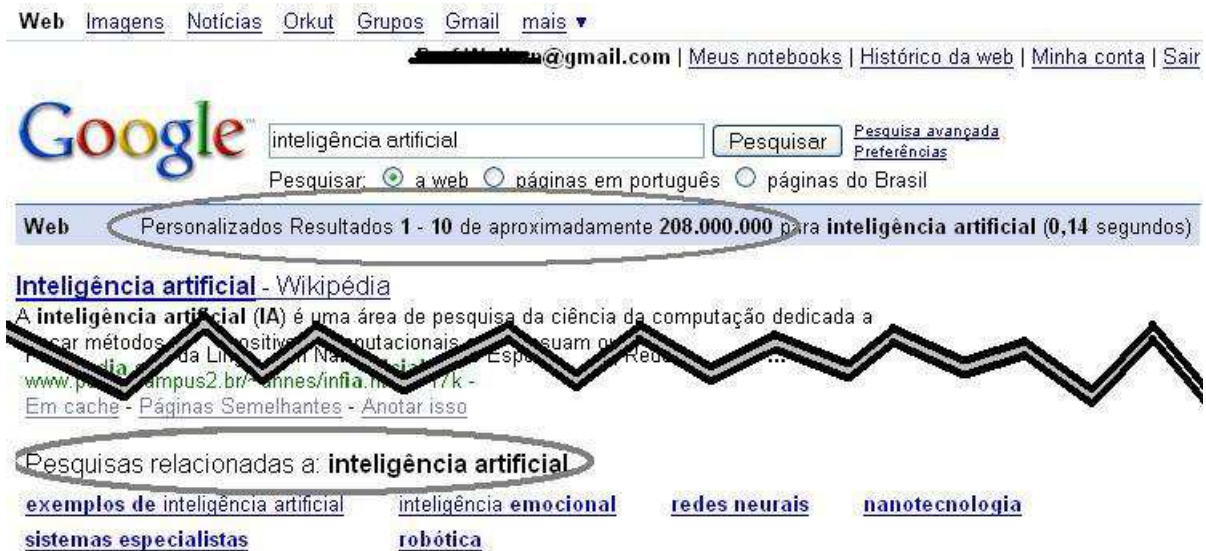 Web Imagens Notícias Orkut Grupos Gmail mais ▼
@gmail.com | Meus notebooks | Histórico da web | Minha conta | Sair
Google™
inteligência artificial Pesquisar Pesquisa avançada
Preferências
Pesquisar: a web páginas em português páginas do Brasil
Web Personalizados Resultados 1 - 10 de aproximadamente 208.000.000 para inteligência artificial (0,14 segundos)
Inteligência artificial - Wikipédia
A inteligência artificial (IA) é uma área de pesquisa da ciência da computação dedicada a
métodos
Em cache - Páginas Semelhantes - Anotar isso
Pesquisas relacionadas a: inteligência artificial
exemplos de inteligência artificial inteligência emocional redes neurais nanotecnologia
sistemas especialistas robótica